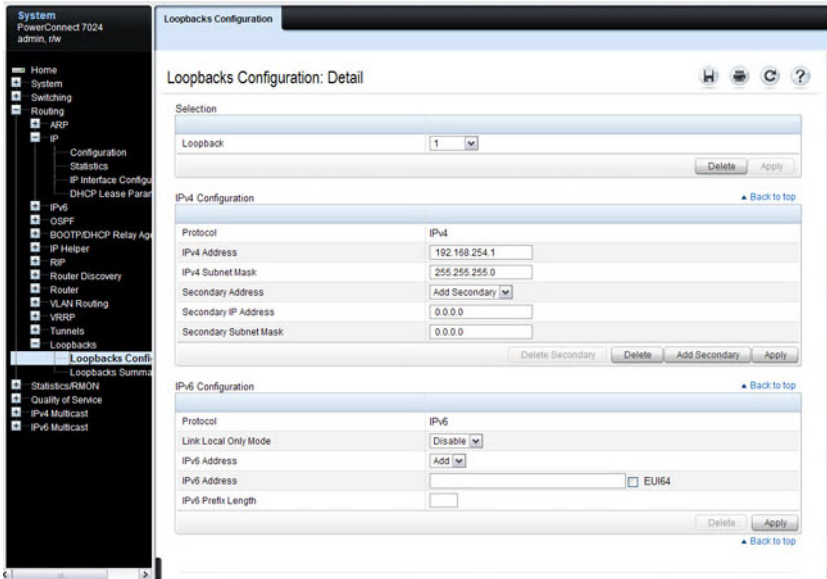 System
PowerConnect 7024
admin, r/w
Home
System
Switching
Routing
ARP
IP
Configuration
Statistics
IP Interface Configu
DHCP Lease Param
IPv6
OSPF
BOOTP/DHCP Relay Age
IP Helper
RIP
Router Discovery
Router
VLAN Routing
VRRP
Tunnels
Loopbacks
Loopbacks Confi
Loopbacks Summa
Statistics/RMON
Quality of Service
IPv4 Multicast
IPv6 Multicast
Loopbacks Configuration
Loopbacks Configuration: Detail
Selection
Loopback 1
Delete Apply
IPv4 Configuration Back to top
Protocol IPv4
IPv4 Address 192.168.254.1
IPv4 Subnet Mask 255.255.255.0
Secondary Address Add Secondary
Secondary IP Address 0.0.0.0
Secondary Subnet Mask 0.0.0.0
Delete Secondary Delete Add Secondary Apply
IPv6 Configuration Back to top
Protocol IPv6
Link Local Only Mode Disable
IPv6 Address Add
IPv6 Address EUI64
IPv6 Prefix Length
Delete Apply
Back to top